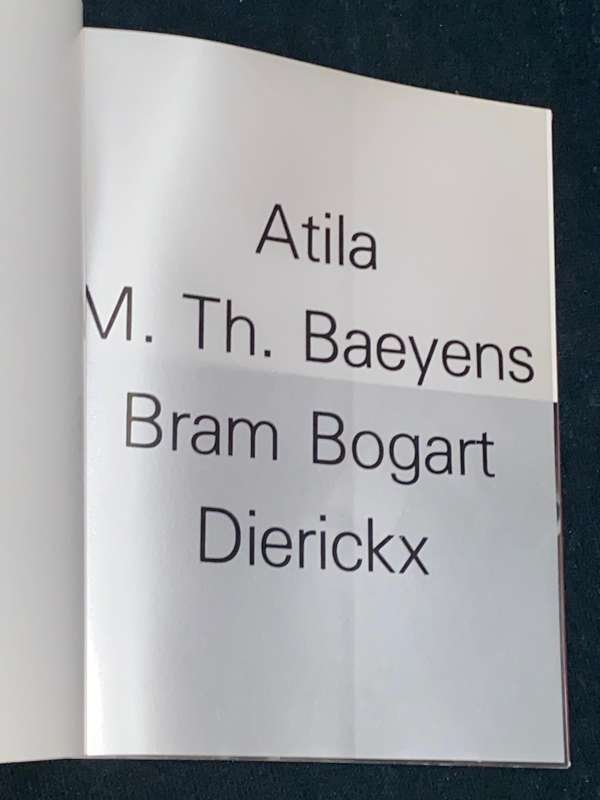 Atila
M. Th. Baeyens
Bram Bogart
Dierickx